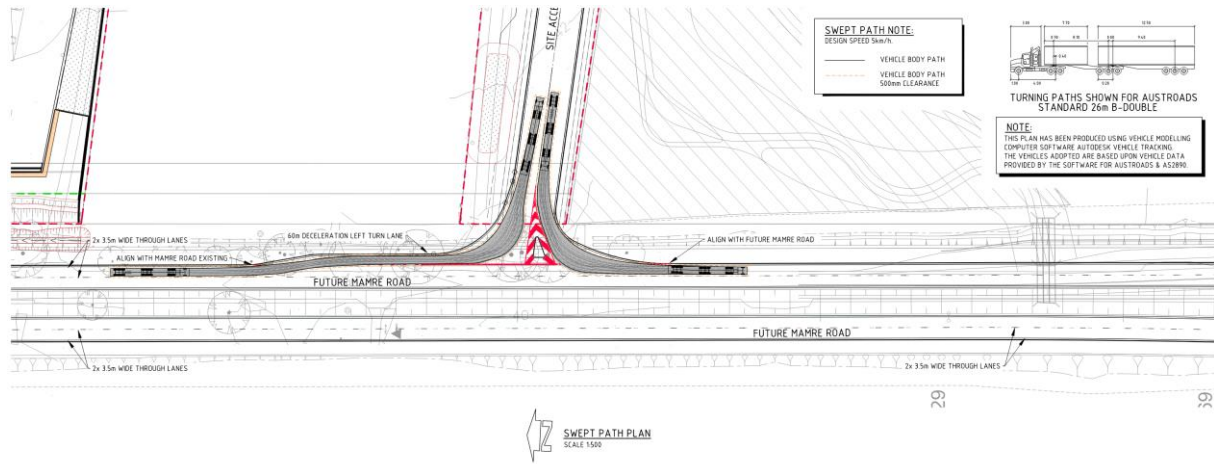 SITE ACCE
SWEPT PATH NOTE:
DESIGN SPEED 5km/h.
VEHICLE BODY PATH
VEHICLE BODY PATH
500mm CLEARANCE
TURNING PATHS SHOWN FOR AUSTROADS
STANDARD 26m B-DOUBLE
NOTE:
THIS PLAN HAS BEEN PRODUCED USING VEHICLE MODELLING
COMPUTER SOFTWARE AUTODESK VEHICLE TRACKING.
THE VEHICLES ADOPTED ARE BASED UPON VEHICLE DATA
PROVIDED BY THE SOFTWARE FOR AUSTROADS & AS2890.
2x 3.5m WIDE THROUGH LANES
60m DECELERATION LEFT TURN LANE
ALIGN WITH MAMRE ROAD EXISTING
ALIGN WITH FUTURE MAMRE ROAD
FUTURE MAMRE ROAD
FUTURE MAMRE ROAD
2x 3.5m WIDE THROUGH LANES
2x 3.5m WIDE THROUGH LANES
29
69
N
SWEPT PATH PLAN
SCALE 1:500